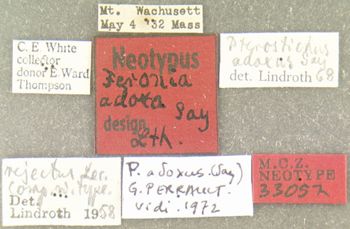 Mt. Wachusett
May 4 '32 Mass
C. E. White
collector
donor E. Ward
Thompson
Neotypus
Feronia
adoxa Say
design.
Lth.
Pterostichus
adoxus Say
det. Lindroth 68
rejectus Lec.
Comp. w. type.
Det.
Lindroth 1958
P. adoxus (Say)
G. PERRAULT.
vidi. 1972
M.C.Z.
NEOTYPE
33052